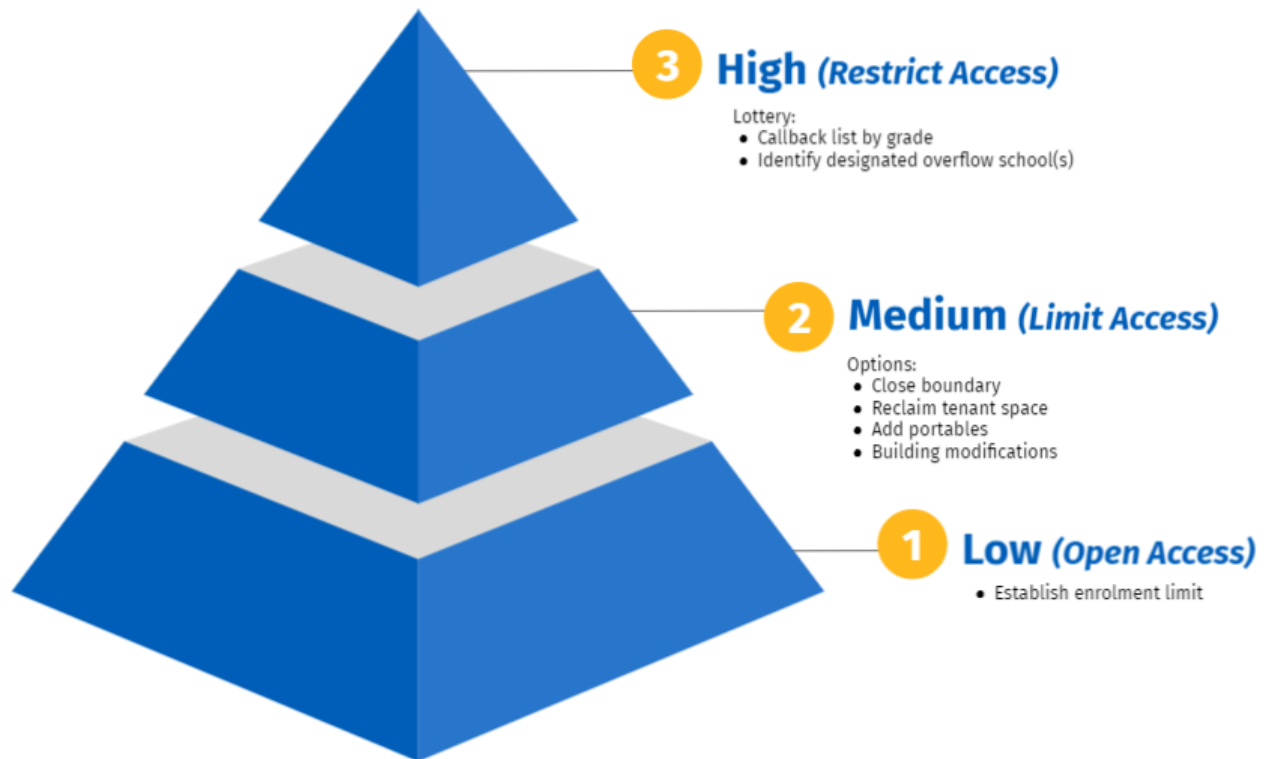 3 High (Restrict Access)
Lottery:
● Callback list by grade
● Identify designated overflow school(s)
2 Medium (Limit Access)
Options:
● Close boundary
● Reclaim tenant space
● Add portables
● Building modifications
1 Low (Open Access)
● Establish enrolment limit